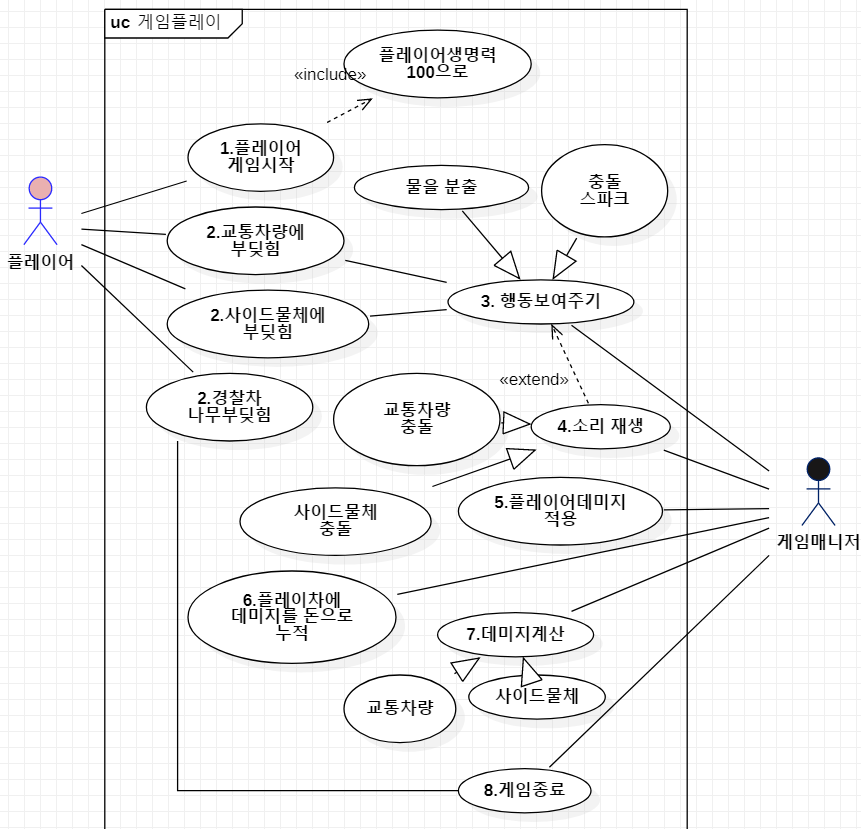 uc 게임플레이
플레이어생명력
100으로
«include»
1.플레이어
게임시작
물을 분출
충돌
스파크
2.교통차량에
부딪힘
플레이어
2.사이드물체에
부딪힘
3. 행동보여주기
«extend»
2.경찰차
나무부딪힘
교통차량
충돌
4.소리 재생
사이드물체
충돌
5.플레이어데미지
적용
게임매니저
6.플레이차에
데미지를 돈으로
누적
7.데미지계산
교통차량
사이드물체
8.게임종료